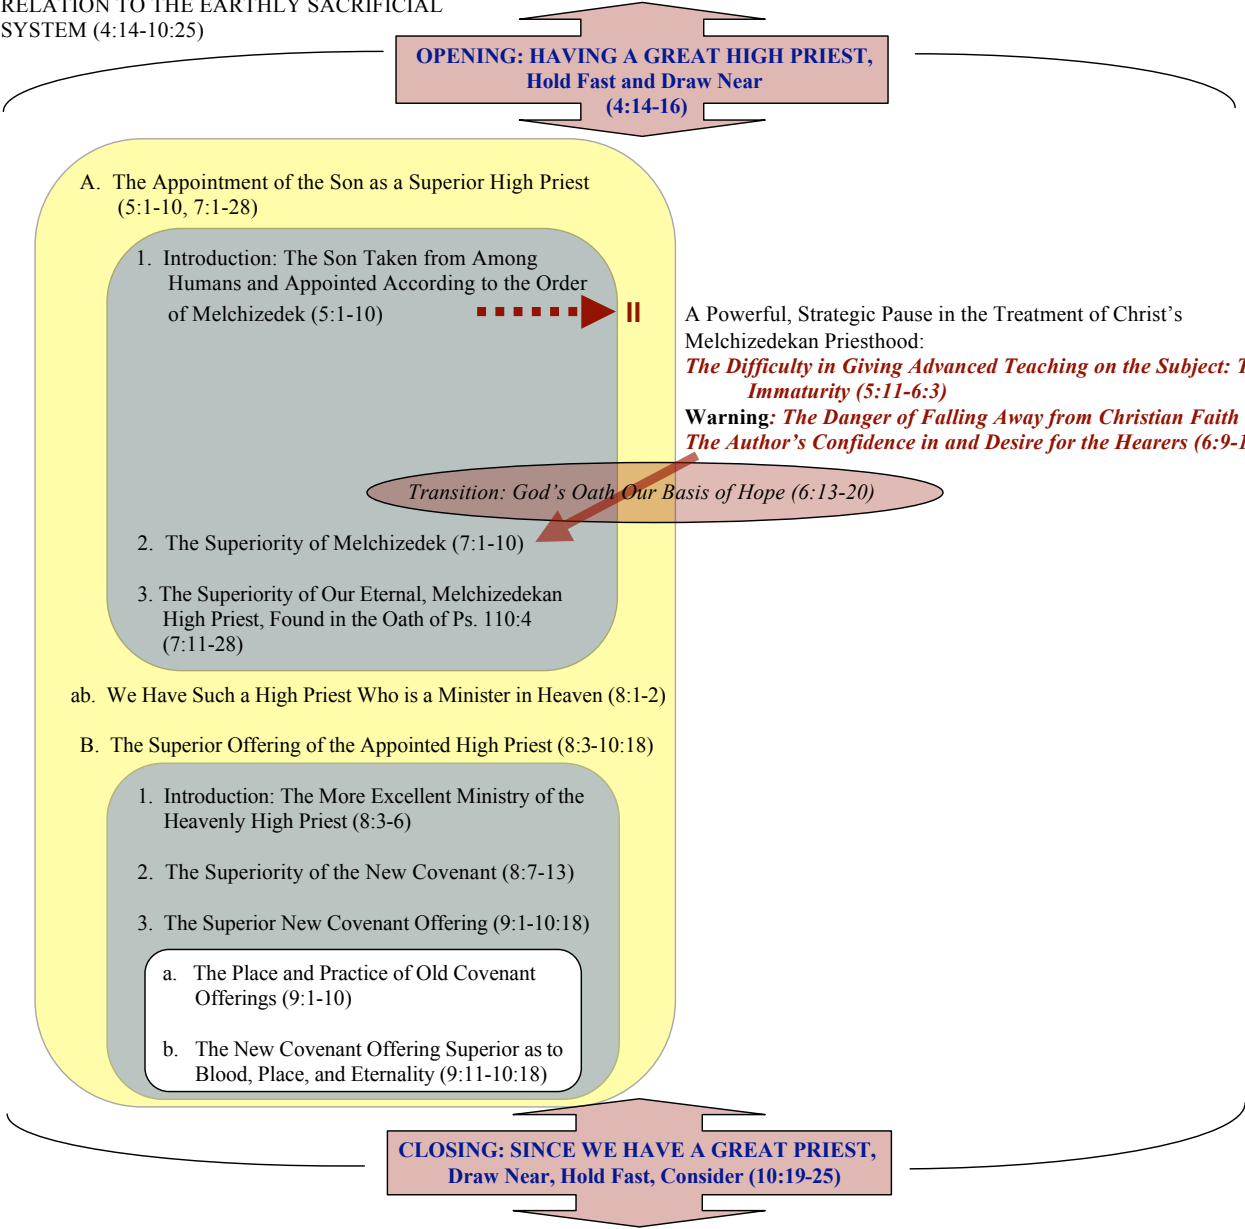 RELATION TO THE EARTHLY SACRIFICIAL
SYSTEM (4:14-10:25)
OPENING: HAVING A GREAT HIGH PRIEST,
Hold Fast and Draw Near
(4:14-16)
A. The Appointment of the Son as a Superior High Priest
(5:1-10, 7:1-28)
1. Introduction: The Son Taken from Among
Humans and Appointed According to the Order
of Melchizedek (5:1-10)
A Powerful, Strategic Pause in the Treatment of Christ’s
Melchizedekan Priesthood:
The Difficulty in Giving Advanced Teaching on the Subject:
Immaturity (5:11-6:3)
Warning: The Danger of Falling Away from Christian Faith
The Author’s Confidence in and Desire for the Hearers (6:9-1
Transition: God’s Oath Our Basis of Hope (6:13-20)
2. The Superiority of Melchizedek (7:1-10)
3. The Superiority of Our Eternal, Melchizedekan
High Priest, Found in the Oath of Ps. 110:4
(7:11-28)
ab. We Have Such a High Priest Who is a Minister in Heaven (8:1-2)
B. The Superior Offering of the Appointed High Priest (8:3-10:18)
1. Introduction: The More Excellent Ministry of the
Heavenly High Priest (8:3-6)
2. The Superiority of the New Covenant (8:7-13)
3. The Superior New Covenant Offering (9:1-10:18)
a. The Place and Practice of Old Covenant
Offerings (9:1-10)
b. The New Covenant Offering Superior as to
Blood, Place, and Eternality (9:11-10:18)
CLOSING: SINCE WE HAVE A GREAT PRIEST,
Draw Near, Hold Fast, Consider (10:19-25)